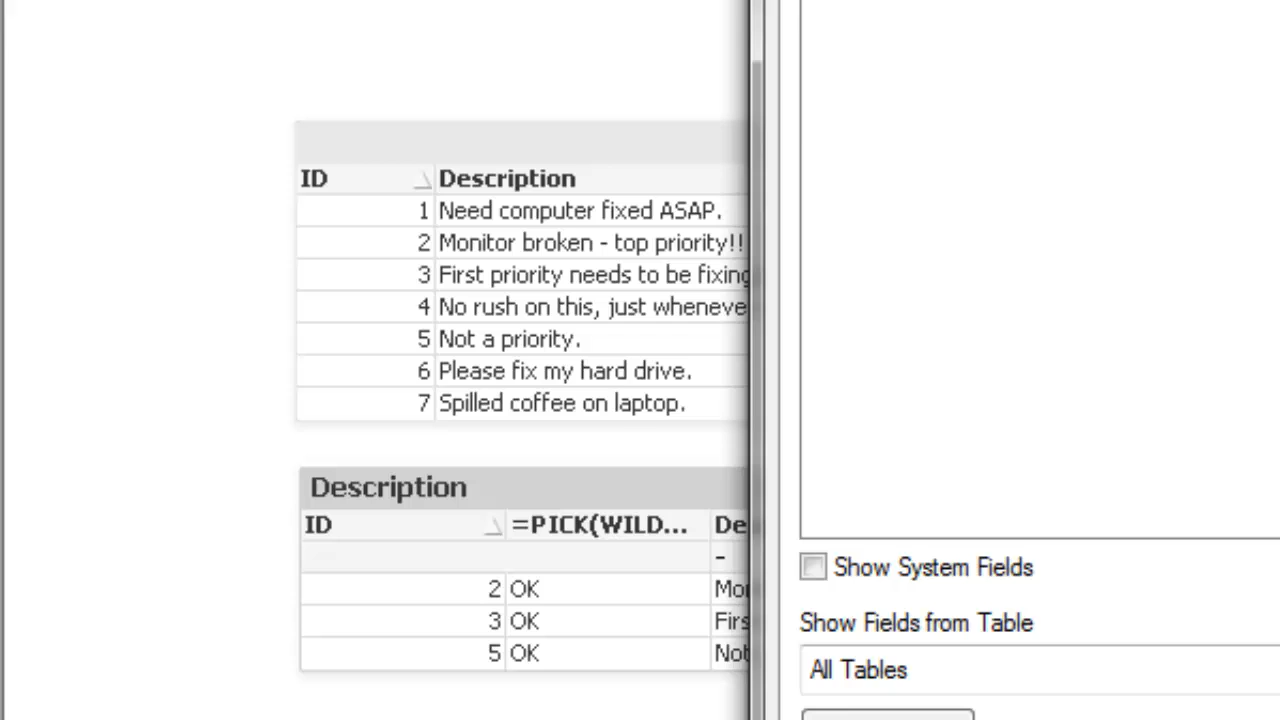 ID Description
1 Need computer fixed ASAP.
2 Monitor broken - top priority!!
3 First priority needs to be fixing
4 No rush on this, just wheneve
5 Not a priority.
6 Please fix my hard drive.
7 Spilled coffee on laptop.
Description
ID =PICK(WILD... De
-
2 OK Mo
3 OK Firs
5 OK Not
Show System Fields
Show Fields from Table
All Tables